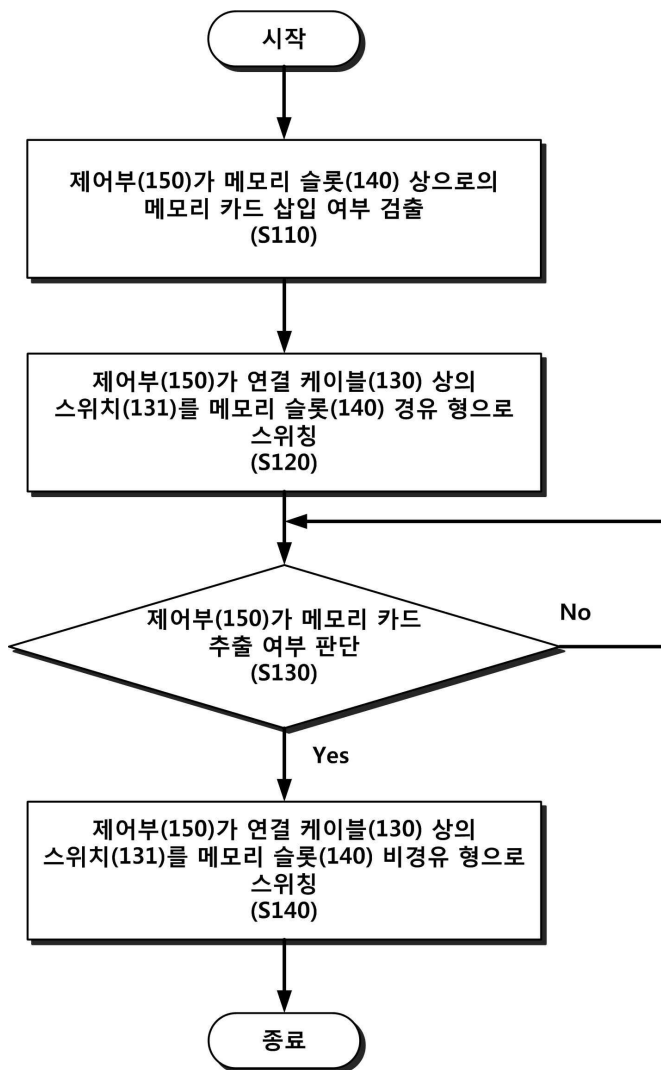 시작
제어부(150)가 메모리 슬롯(140) 상으로의
메모리 카드 삽입 여부 검출
(S110)
제어부(150)가 연결 케이블(130) 상의
스위치(131)를 메모리 슬롯(140) 경유 형으로
스위칭
(S120)
제어부(150)가 메모리 카드
추출 여부 판단
(S130)
No
Yes
제어부(150)가 연결 케이블(130) 상의
스위치(131)를 메모리 슬롯(140) 비경유 형으로
스위칭
(S140)
종료